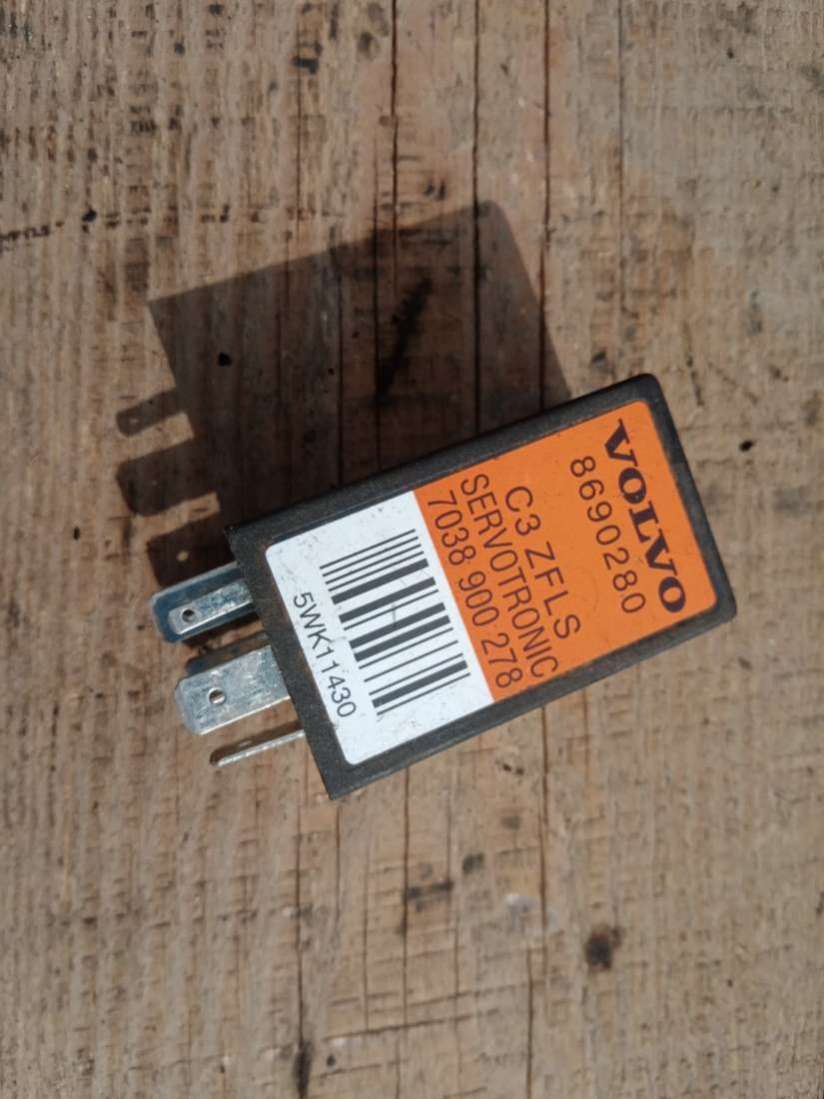 VOLVO
8690280
C3 ZFLS
SERVOTRONIC
7038 900 278
5WK11430